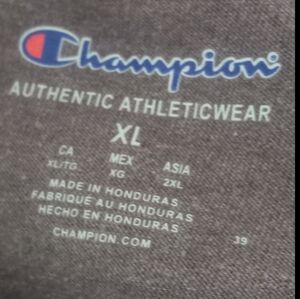 Champion®
AUTHENTIC ATHLETICWEAR
XL
CA MEX ASIA
XL/TG XG 2XL
MADE IN HONDURAS
FABRIQUÉ AU HONDURAS
HECHO EN HONDURAS
CHAMPION.COM 39